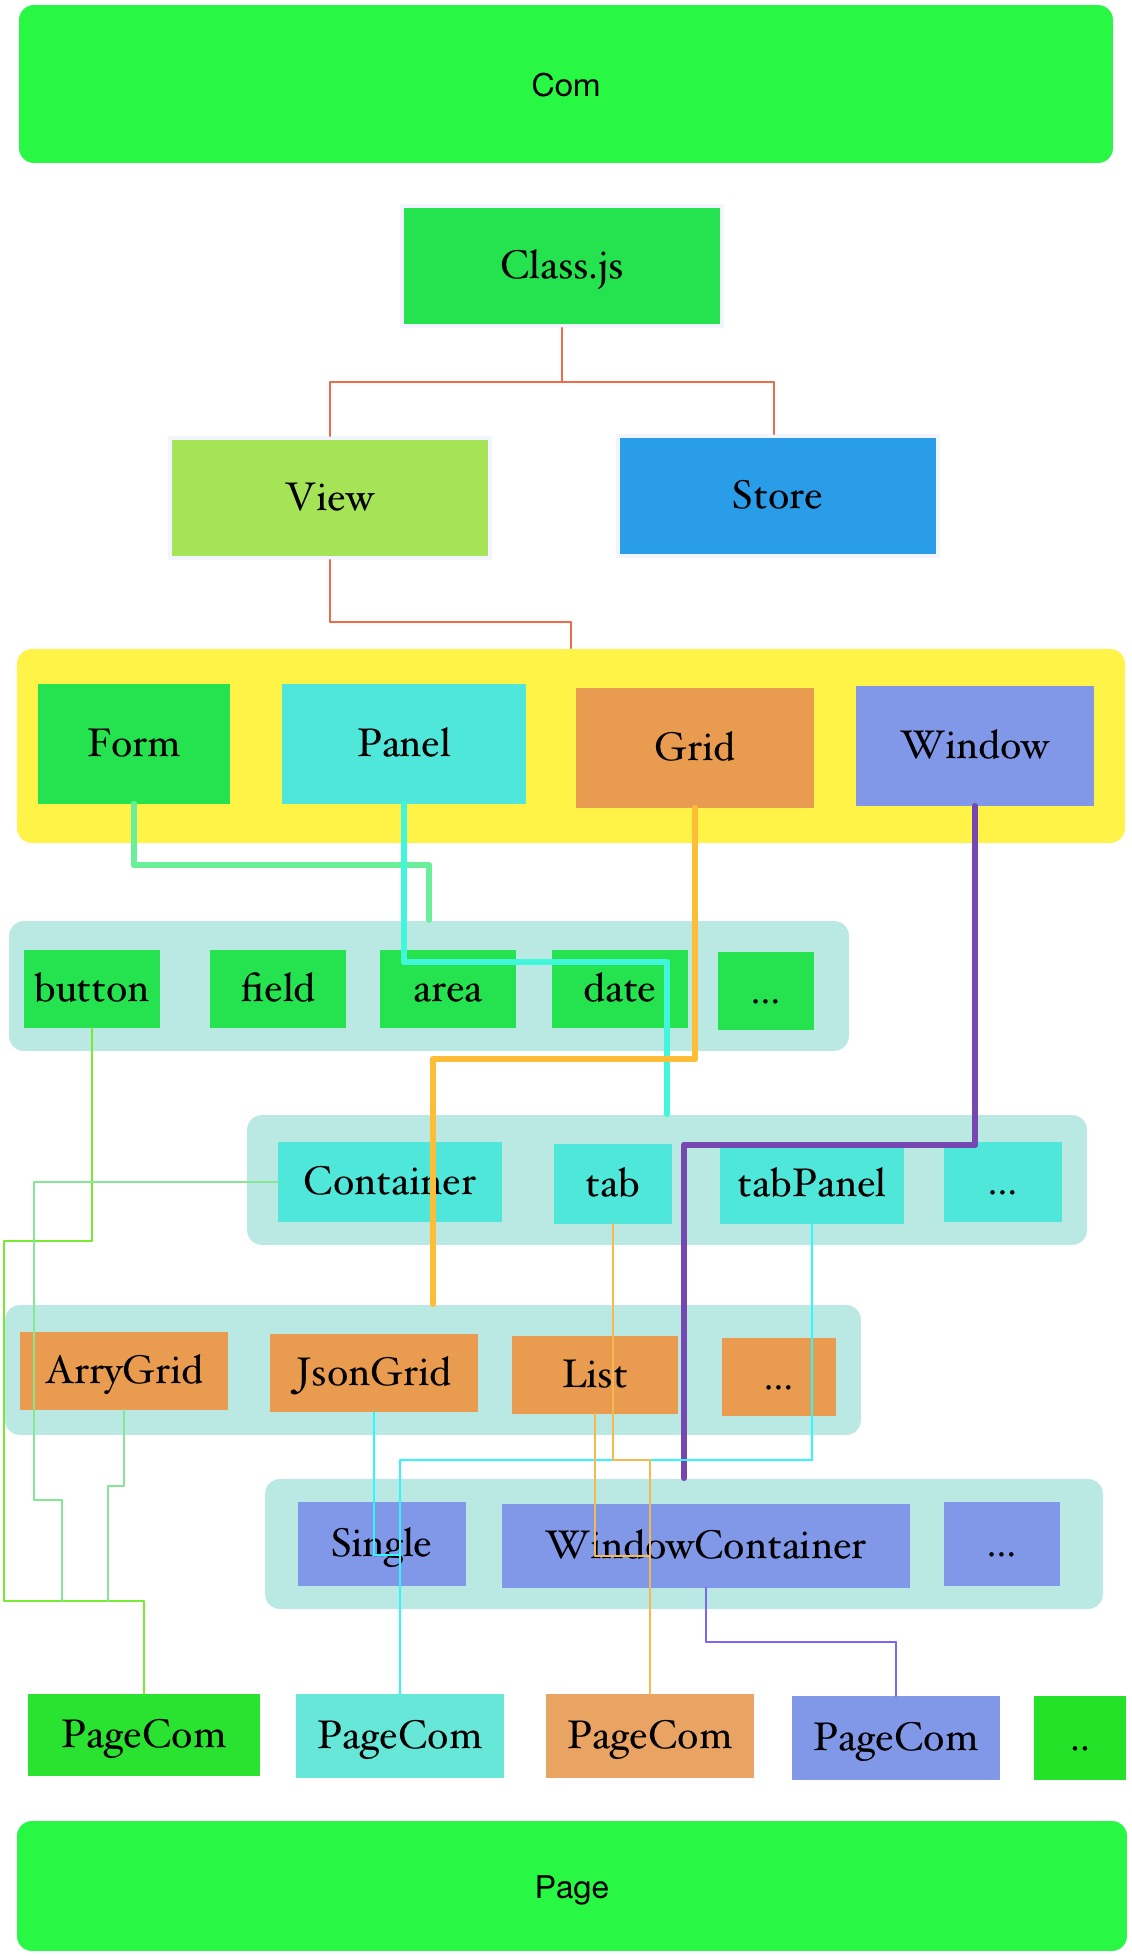 Com
Class.js
View
Store
Form
Panel
Grid
Window
button
field
area
date
...
Container
tab
tabPanel
...
ArryGrid
JsonGrid
List
...
Single
WindowContainer
...
PageCom
PageCom
PageCom
PageCom
..
Page